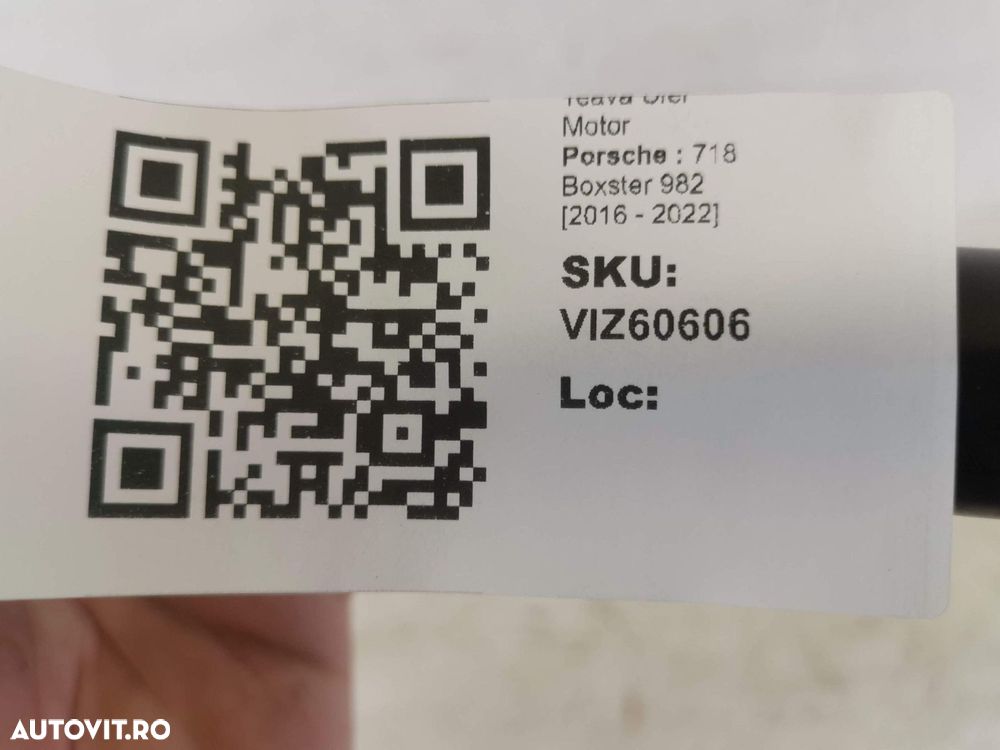 Motor
Porsche : 718
Boxster 982
[2016 - 2022]
SKU:
VIZ60606
Loc:
AUTOVIT.RO